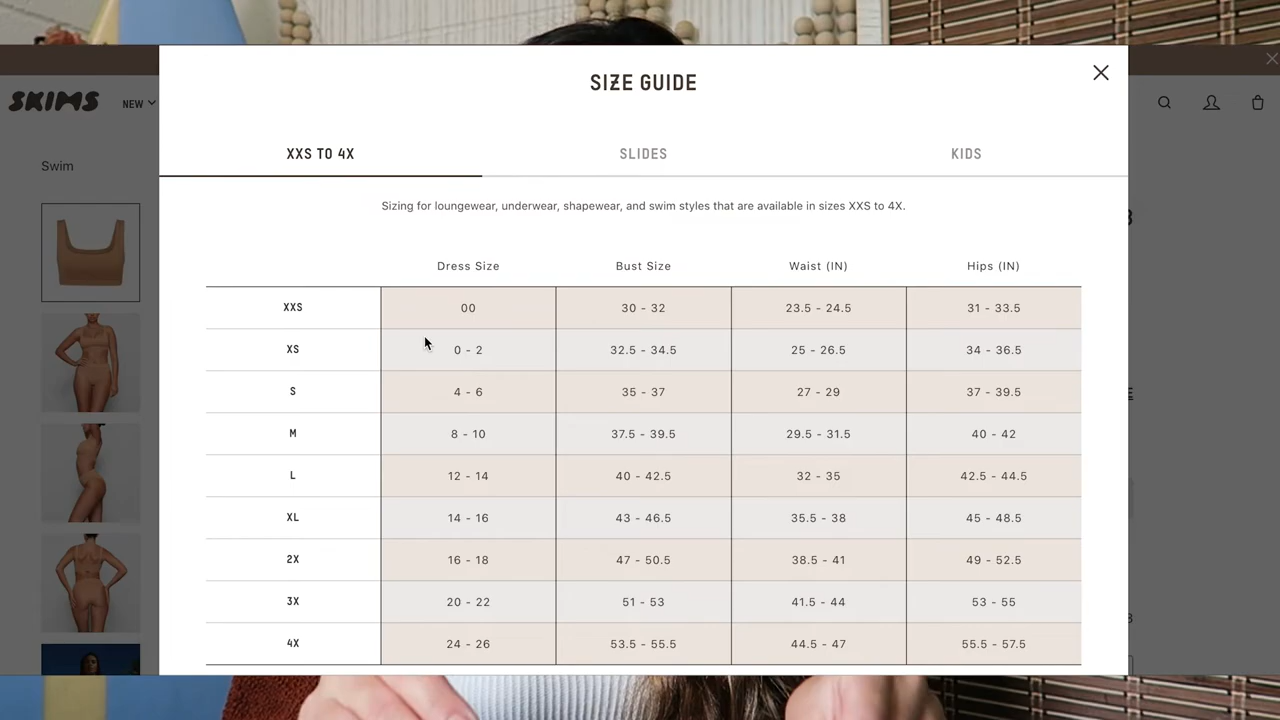 SIZE GUIDE
SKIMS
NEW
XXS TO 4X SLIDES KIDS
Swim
Sizing for loungewear, underwear, shapewear, and swim styles that are available in sizes XXS to 4X.
Dress Size Bust Size Waist (IN) Hips (IN)
XXS 00 30 - 32 23.5 - 24.5 31 - 33.5
XS 0 - 2 32.5 - 34.5 25 - 26.5 34 - 36.5
S 4 - 6 35 - 37 27 - 29 37 - 39.5
M 8 - 10 37.5 - 39.5 29.5 - 31.5 40 - 42
L 12 - 14 40 - 42.5 32 - 35 42.5 - 44.5
XL 14 - 16 43 - 46.5 35.5 - 38 45 - 48.5
2X 16 - 18 47 - 50.5 38.5 - 41 49 - 52.5
3X 20 - 22 51 - 53 41.5 - 44 53 - 55
4X 24 - 26 53.5 - 55.5 44.5 - 47 55.5 - 57.5